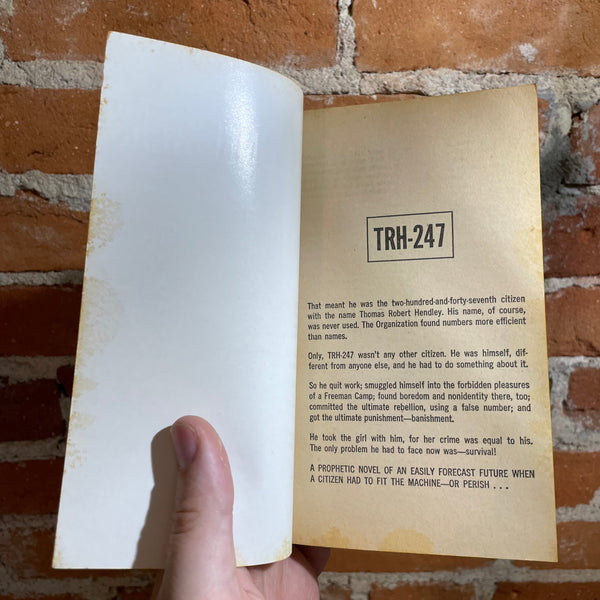 TRH-247
That meant he was the two-hundred-and-forty-seventh citizen
with the name Thomas Robert Hendley. His name, of course,
was never used. The Organization found numbers more efficient
than names.
Only, TRH-247 wasn't any other citizen. He was himself, dif-
ferent from anyone else, and he had to do something about it.
So he quit work; smuggled himself into the forbidden pleasures
of a Freeman Camp; found boredom and nonidentity there, too;
committed the ultimate rebellion, using a false number; and
got the ultimate punishment—banishment.
He took the girl with him, for her crime was equal to his.
The only problem he had to face now was—survival!
A PROPHETIC NOVEL OF AN EASILY FORECAST FUTURE WHEN
A CITIZEN HAD TO FIT THE MACHINE—OR PERISH . . .